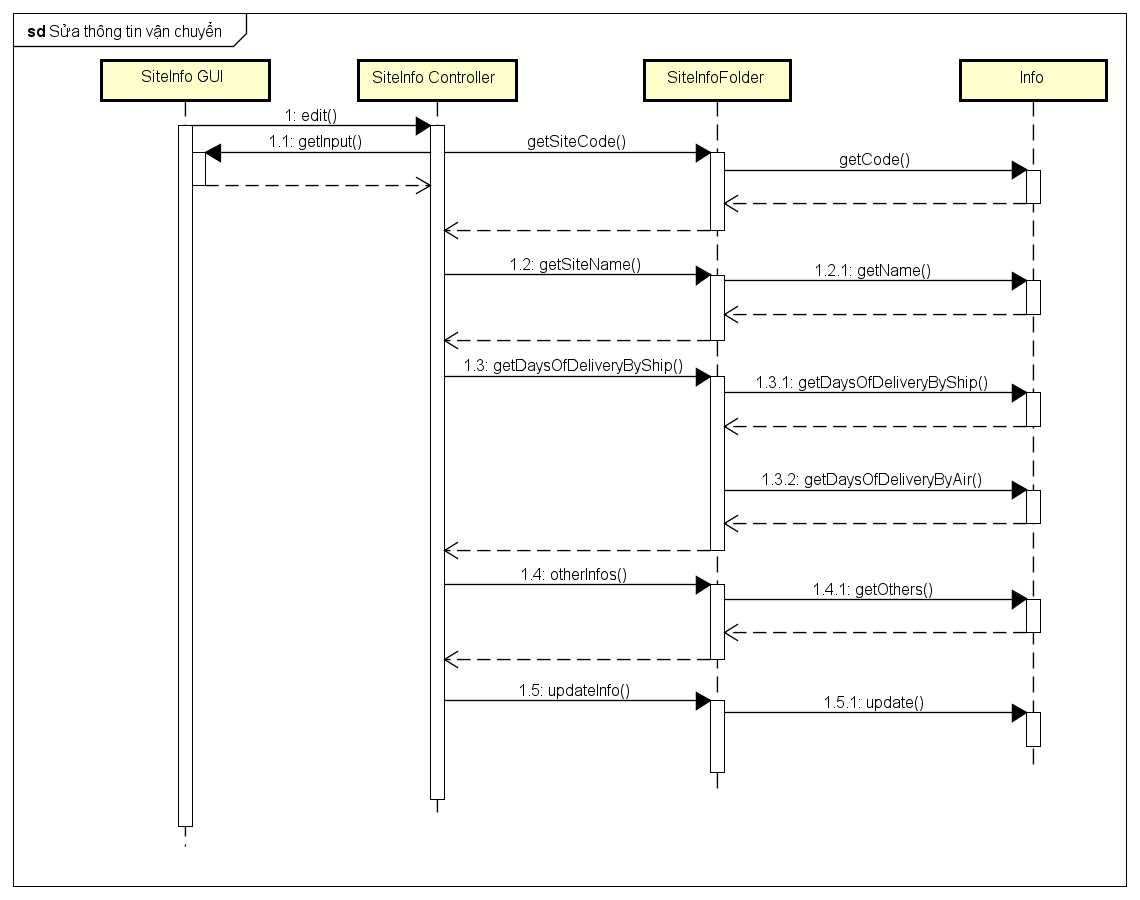 sd Sửa thông tin vận chuyển
SiteInfo GUI
SiteInfo Controller
SiteInfoFolder
Info
1: edit()
1.1: getInput()
getSiteCode()
getCode()
1.2: getSiteName()
1.2.1: getName()
1.3: getDaysOfDeliveryByShip()
1.3.1: getDaysOfDeliveryByShip()
1.3.2: getDaysOfDeliveryByAir()
1.4: otherInfos()
1.4.1: getOthers()
1.5: updateInfo()
1.5.1: update()